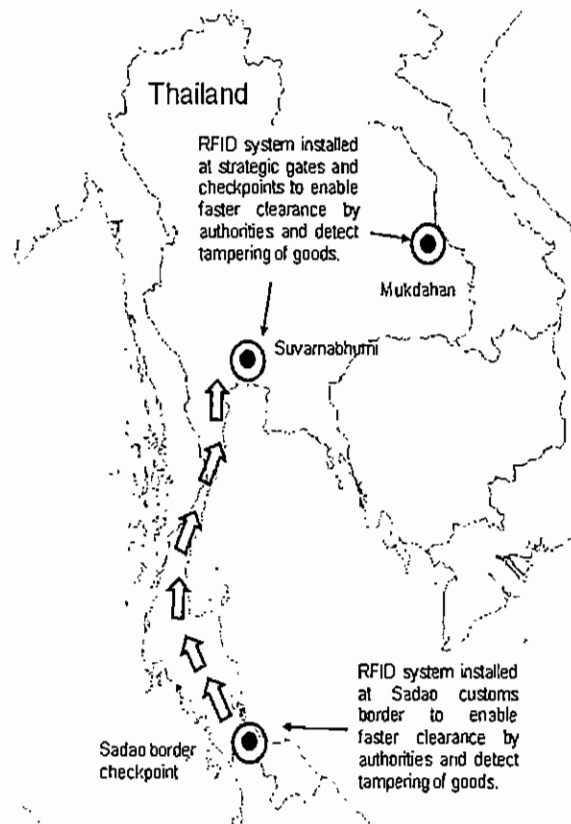 Thailand
RFID system installed
at strategic gates and
checkpoints to enable
faster clearance by
authorities and detect
tampering of goods.
Mukdahan
Suvarnabhumi
RFID system installed
at Sadao customs
border to enable
faster clearance by
authorities and detect
tampering of goods.
Sadao border
checkpoint